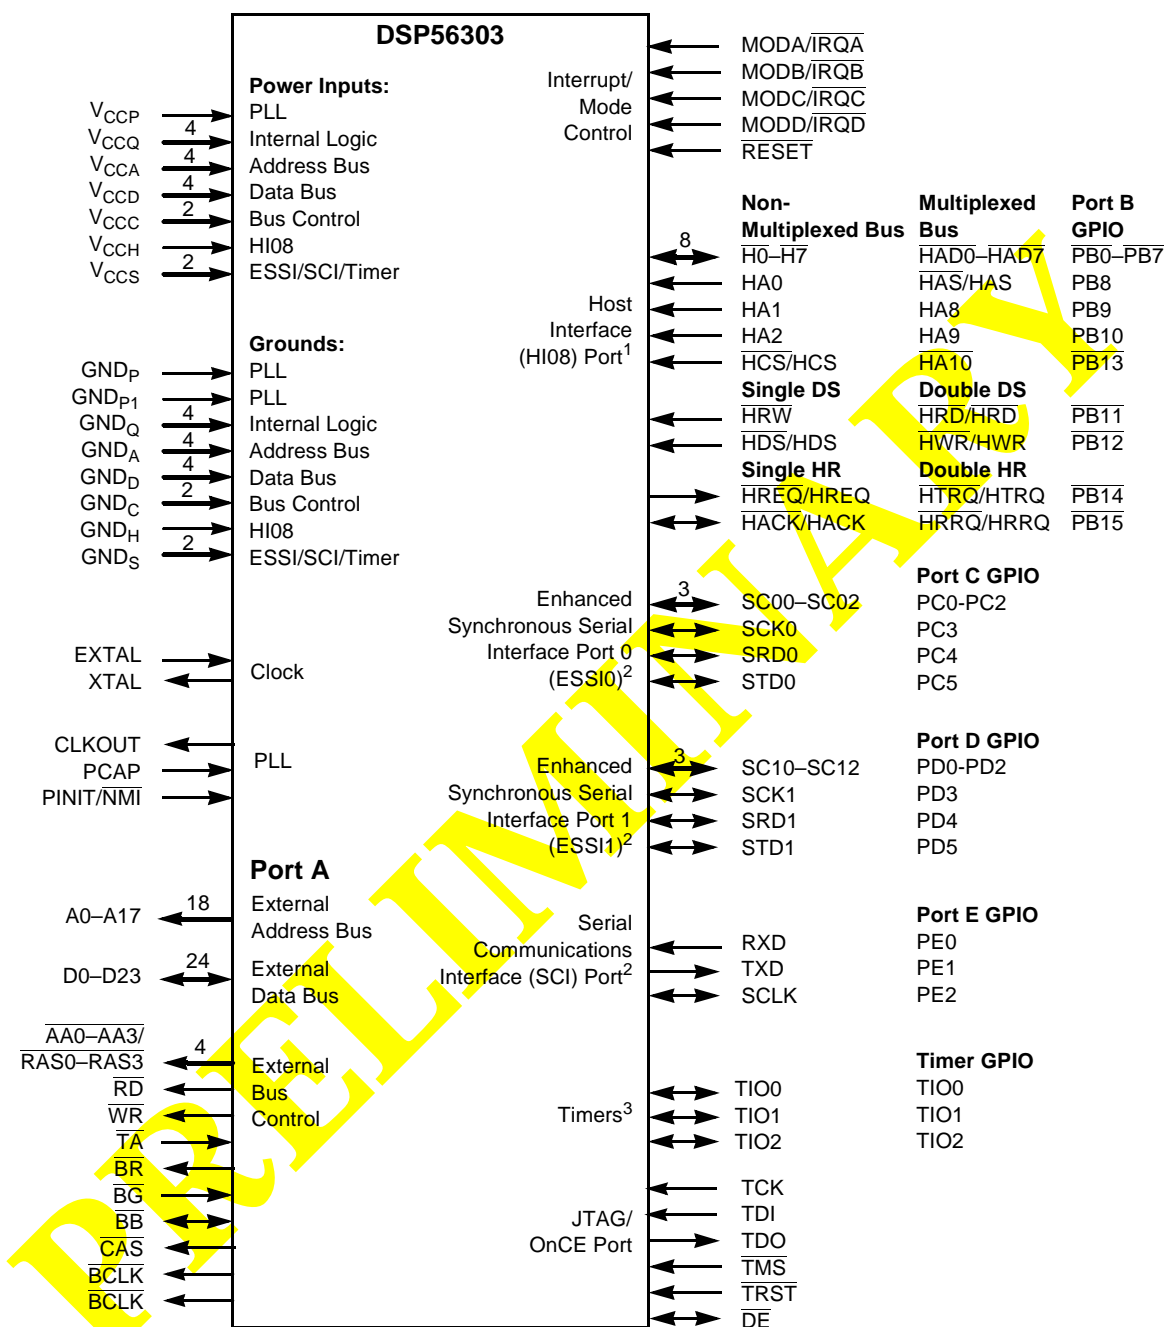 DSP56303
Power Inputs:
VCCP PLL
VCCQ 4 Internal Logic
VCCA 4 Address Bus
VCCD 4 Data Bus
VCCC 2 Bus Control
VCCH HI08
VCCS 2 ESSI/SCI/Timer
Grounds:
GNDP PLL
GNDP1 PLL
GNDQ 4 Internal Logic
GNDA 4 Address Bus
GNDD 4 Data Bus
GNDC 2 Bus Control
GNDH HI08
GNDS 2 ESSI/SCI/Timer
EXTAL
XTAL
Clock
CLKOUT
PCAP
PINIT/NMI
PLL
Port A
A0–A17 18 External
Address Bus
D0–D23 24 External
Data Bus
AA0–AA3/
RAS0–RAS3 4 External
RD Bus
WR Control
TA
BR
BG
BB
CAS
BCLK
BCLK
Interrupt/
Mode
Control
MODA/IRQA
MODB/IRQB
MODC/IRQC
MODD/IRQD
RESET
Non- Multiplexed Port B
Multiplexed Bus Bus GPIO
8 H0–H7 HAD0–HAD7 PB0–PB7
HA0 HAS/HAS PB8
Host HA1 HA8 PB9
Interface HA2 HA9 PB10
(HI08) Port1 HCS/HCS HA10 PB13
Single DS Double DS
HRW HRD/HRD PB11
HDS/HDS HWR/HWR PB12
Single HR Double HR
HREQ/HREQ HTRQ/HTRQ PB14
HACK/HACK HRRQ/HRRQ PB15
Port C GPIO
Enhanced 3 SC00–SC02 PC0-PC2
Synchronous Serial SCK0 PC3
Interface Port 0 SRD0 PC4
(ESSI0)2 STD0 PC5
Port D GPIO
Enhanced 3 SC10–SC12 PD0-PD2
Synchronous Serial SCK1 PD3
Interface Port 1 SRD1 PD4
(ESSI1)2 STD1 PD5
Port E GPIO
Serial
Communications RXD PE0
Interface (SCI) Port2 TXD PE1
SCLK PE2
Timer GPIO
TIO0 TIO0
Timers3 TIO1 TIO1
TIO2 TIO2
JTAG/
OnCE Port
TCK
TDI
TDO
TMS
TRST
DE
PRELIMINARY